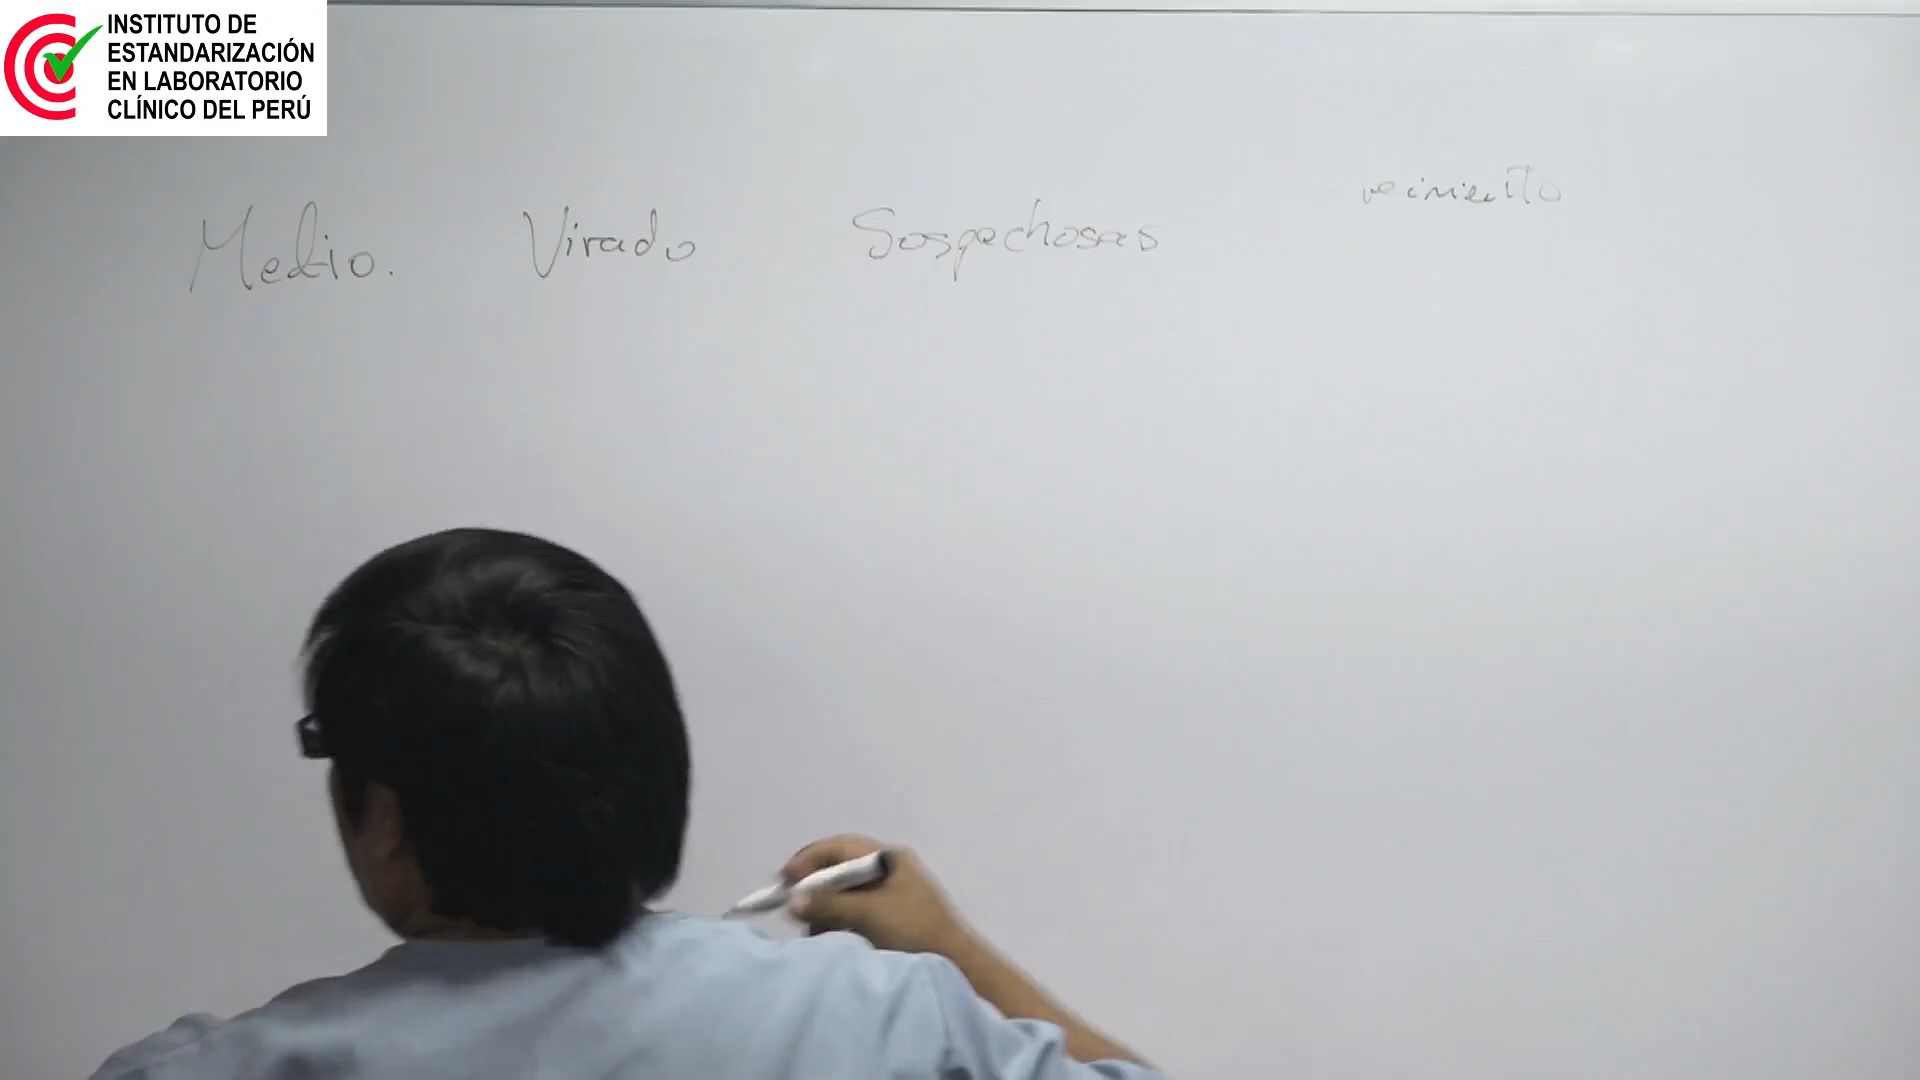 INSTITUTO DE
ESTANDARIZACIÓN
EN LABORATORIO
CLÍNICO DEL PERÚ
Medio. Virado Sospechosas